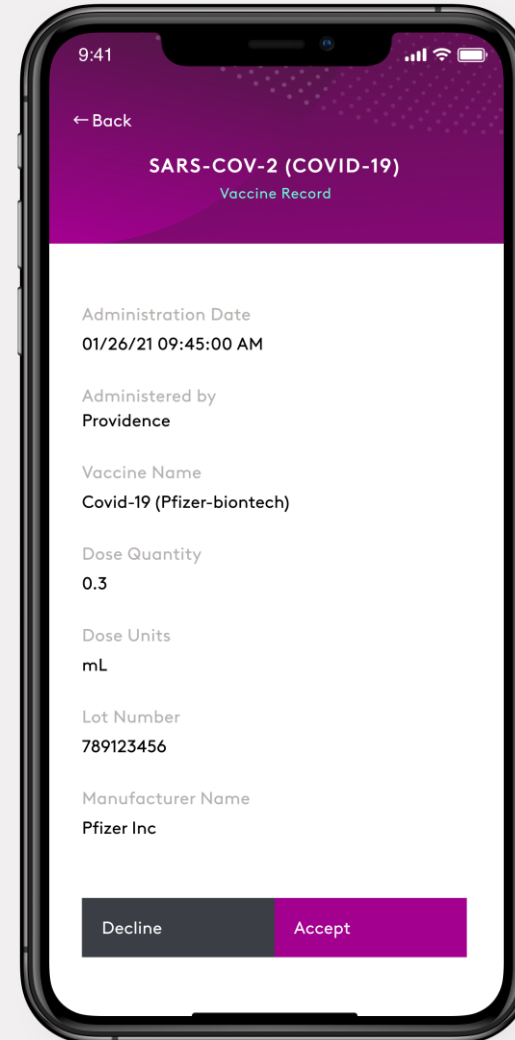 9:41
←Back
SARS-COV-2 (COVID-19)
Vaccine Record
Administration Date
01/26/21 09:45:00 AM
Administered by
Providence
Vaccine Name
Covid-19 (Pfizer-biontech)
Dose Quantity
0.3
Dose Units
mL
Lot Number
789123456
Manufacturer Name
Pfizer Inc
Decline Accept